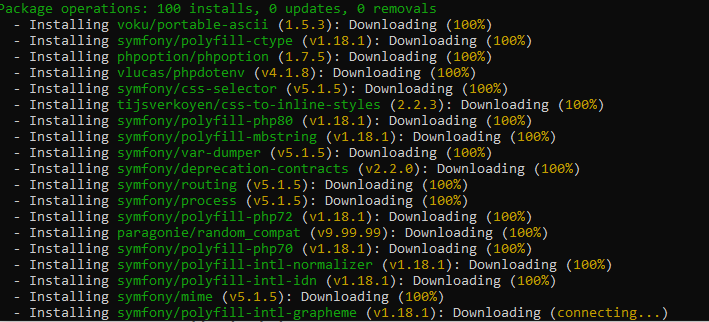 Package operations: 100 installs, 0 updates, 0 removals
- Installing voku/portable-ascii (1.5.3): Downloading (100%)
- Installing symfony/polyfill-ctype (v1.18.1): Downloading (100%)
- Installing phpoption/phpoption (1.7.5): Downloading (100%)
- Installing vlucas/phpdotenv (v4.1.8): Downloading (100%)
- Installing symfony/css-selector (v5.1.5): Downloading (100%)
- Installing tijsverkoyen/css-to-inline-styles (2.2.3): Downloading (100%)
- Installing symfony/polyfill-php80 (v1.18.1): Downloading (100%)
- Installing symfony/polyfill-mbstring (v1.18.1): Downloading (100%)
- Installing symfony/var-dumper (v5.1.5): Downloading (100%)
- Installing symfony/deprecation-contracts (v2.2.0): Downloading (100%)
- Installing symfony/routing (v5.1.5): Downloading (100%)
- Installing symfony/process (v5.1.5): Downloading (100%)
- Installing symfony/polyfill-php72 (v1.18.1): Downloading (100%)
- Installing paragonie/random_compat (v9.99.99): Downloading (100%)
- Installing symfony/polyfill-php70 (v1.18.1): Downloading (100%)
- Installing symfony/polyfill-intl-normalizer (v1.18.1): Downloading (100%)
- Installing symfony/polyfill-intl-idn (v1.18.1): Downloading (100%)
- Installing symfony/mime (v5.1.5): Downloading (100%)
- Installing symfony/polyfill-intl-grapheme (v1.18.1): Downloading (connecting...)